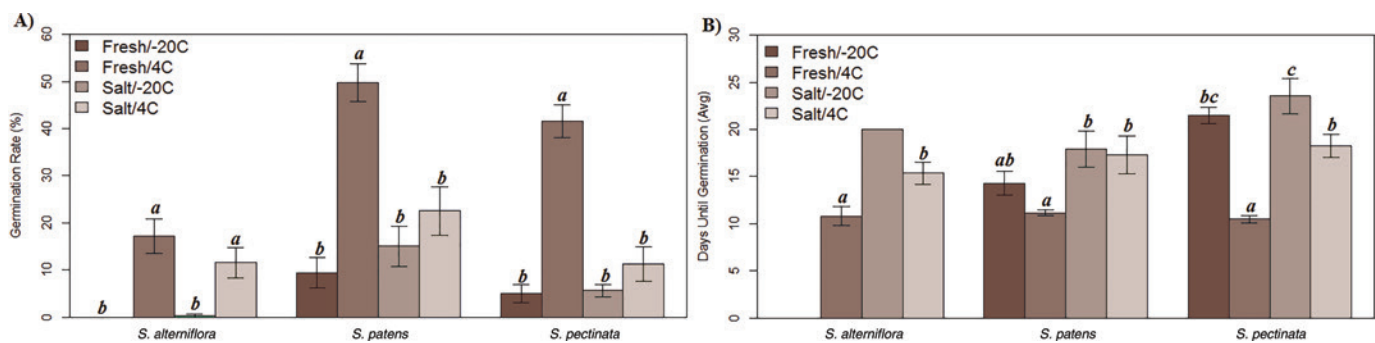 A)
Germination Rate (%)
60
50
40
30
20
10
0
Fresh/-20C
Fresh/4C
Salt/-20C
Salt/4C
b
a
b
a
b
a
b
b
b
a
b
b
S. alterniflora
S. patens
S. pectinata
B)
Days Until Germination (Avg)
30
25
20
15
10
5
0
Fresh/-20C
Fresh/4C
Salt/-20C
Salt/4C
a
b
ab
a
b
b
bc
a
c
b
S. alterniflora
S. patens
S. pectinata